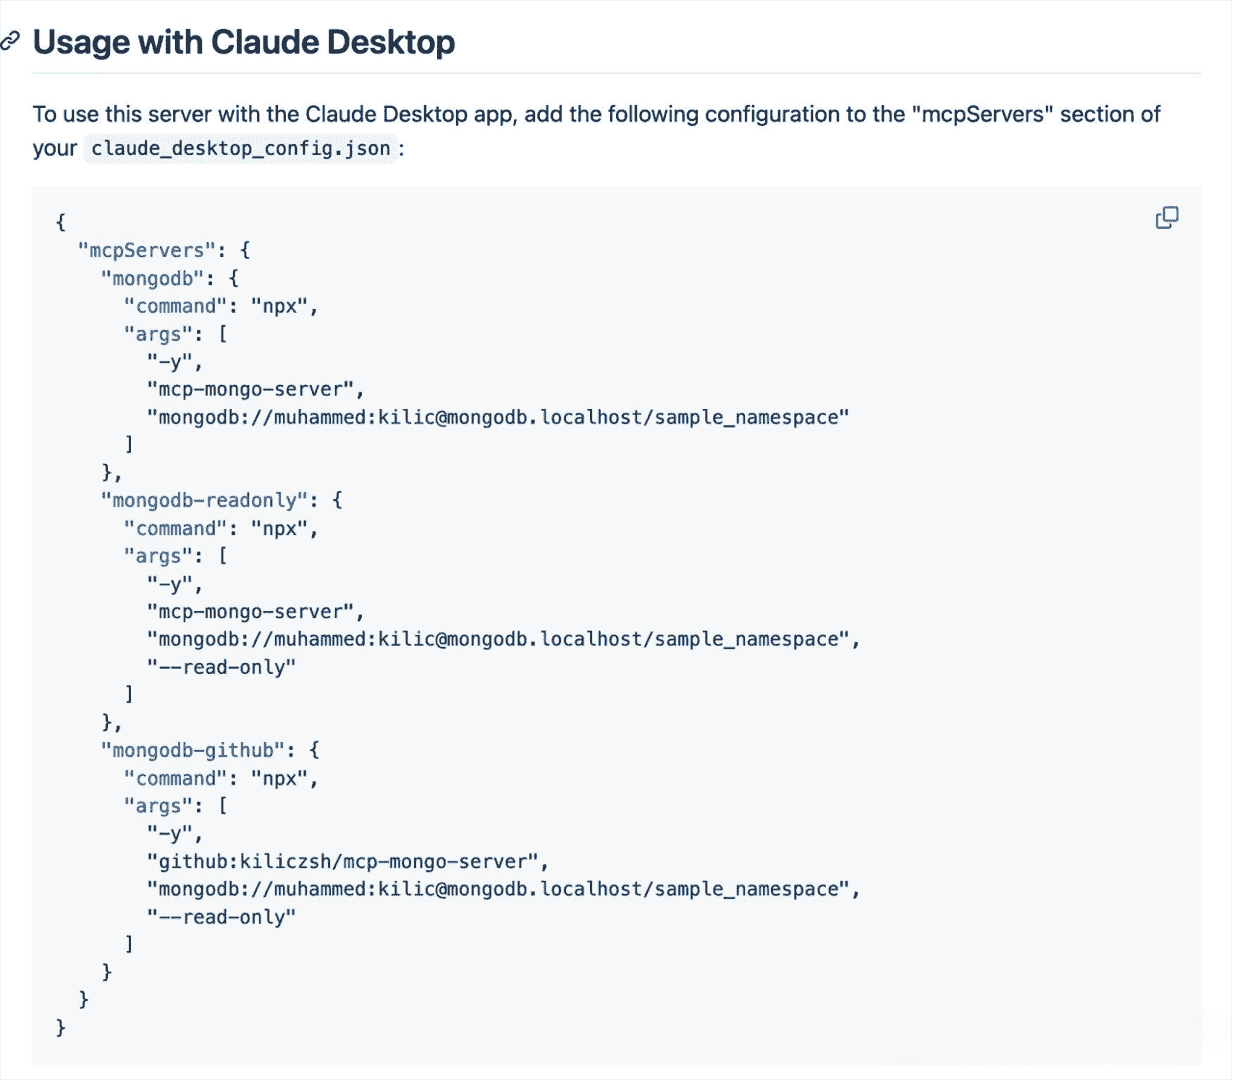 Usage with Claude Desktop
To use this server with the Claude Desktop app, add the following configuration to the "mcpServers" section of
your claude_desktop_config.json:
{
  "mcpServers": {
    "mongodb": {
      "command": "npx",
      "args": [
        "-y",
        "mcp-mongo-server",
        "mongodb://muhammed:kilic@mongodb.localhost/sample_namespace"
      ]
    },
    "mongodb-readonly": {
      "command": "npx",
      "args": [
        "-y",
        "mcp-mongo-server",
        "mongodb://muhammed:kilic@mongodb.localhost/sample_namespace",
        "--read-only"
      ]
    },
    "mongodb-github": {
      "command": "npx",
      "args": [
        "-y",
        "github:kiliczsh/mcp-mongo-server",
        "mongodb://muhammed:kilic@mongodb.localhost/sample_namespace",
        "--read-only"
      ]
    }
  }
}